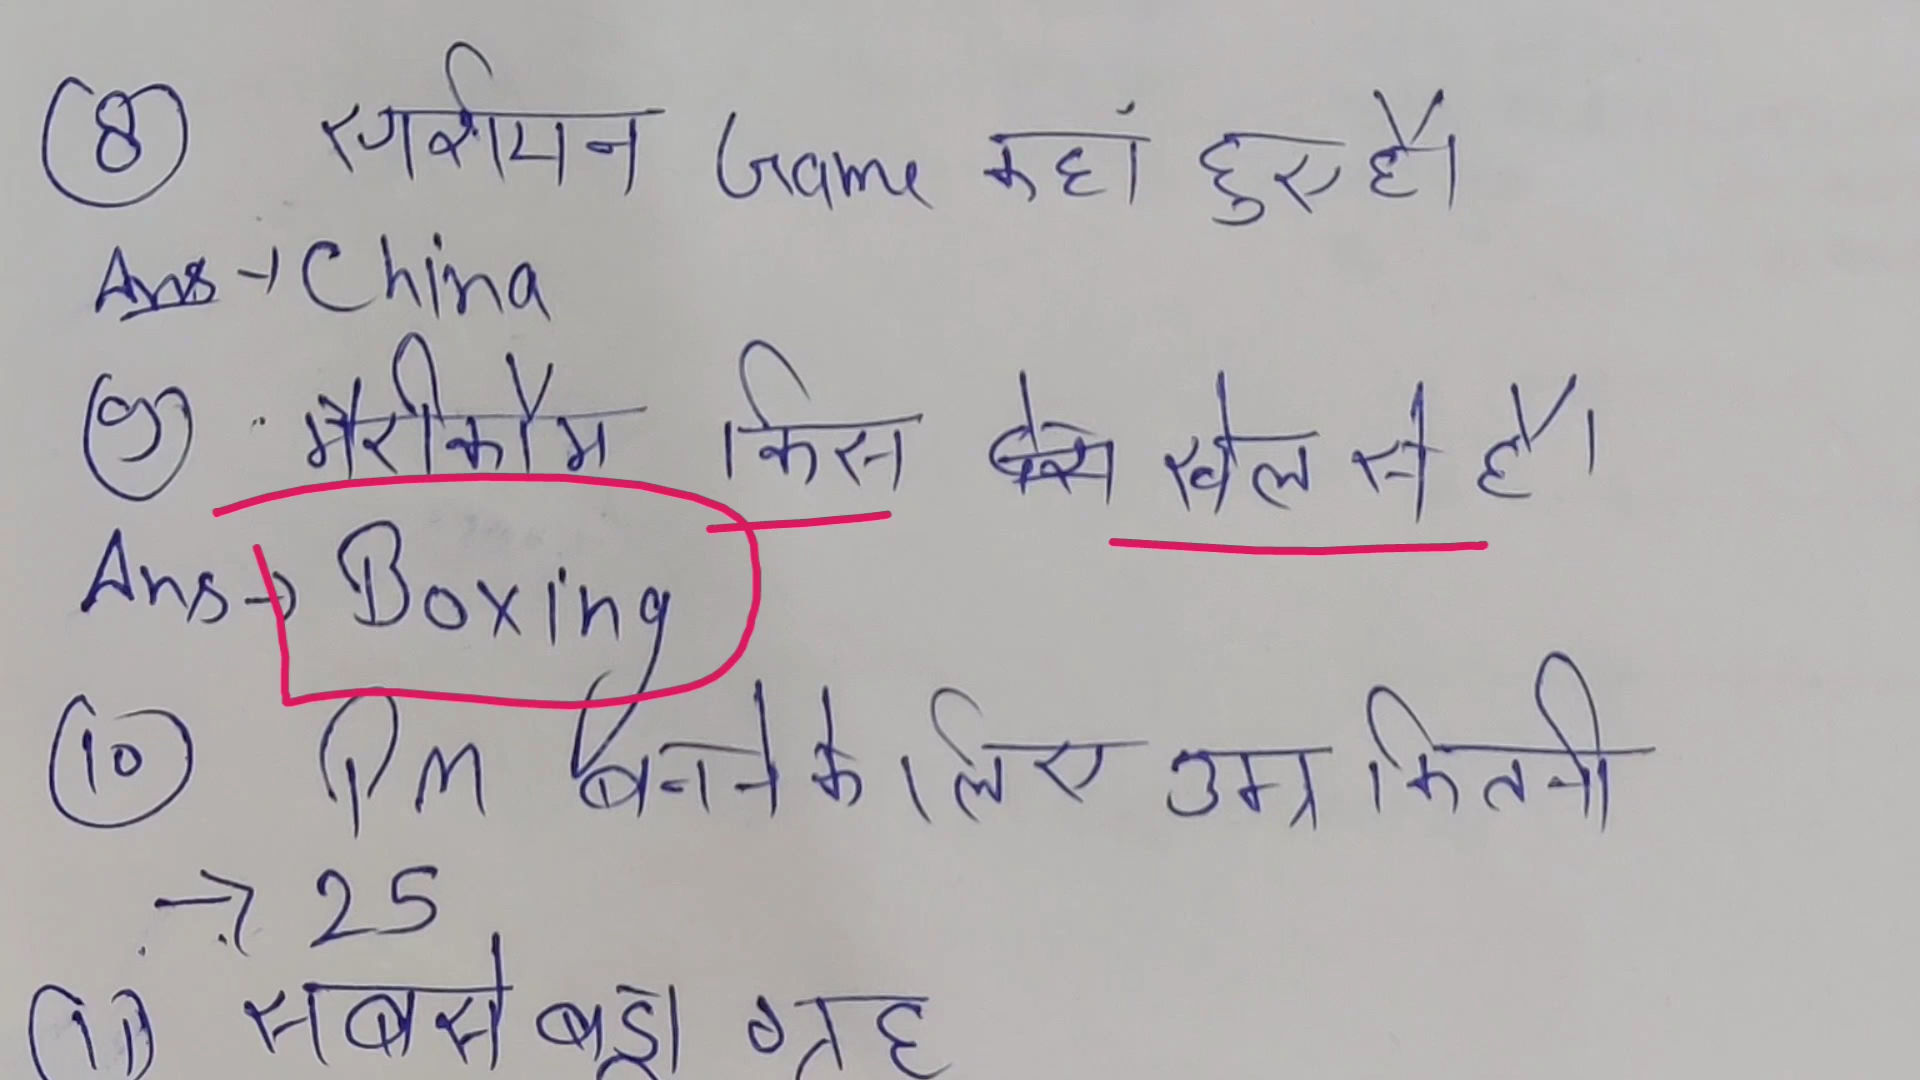 ⑧ एशियन Game कहां हुए हैं।
Ans → China
⑨ मैरीकॉम किस खेल से हैं।
Ans → Boxing
⑩ PM बनने के लिए उम्र कितनी
→ 25
⑪ सबसे बड़ा ग्रह